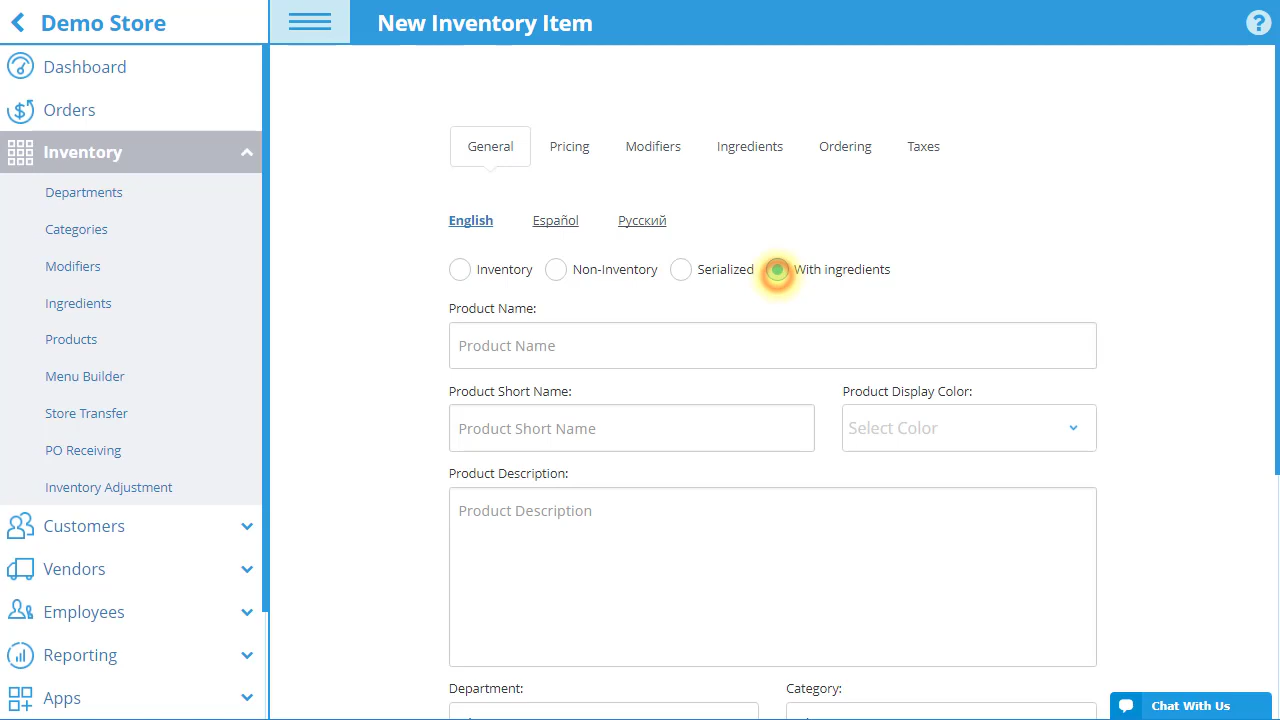 Demo Store
New Inventory Item
?
Dashboard
Orders
Inventory
Departments
Categories
Modifiers
Ingredients
Products
Menu Builder
Store Transfer
PO Receiving
Inventory Adjustment
Customers
Vendors
Employees
Reporting
Apps
General Pricing Modifiers Ingredients Ordering Taxes
English Español Русский
Inventory Non-Inventory Serialized With ingredients
Product Name:
Product Name
Product Short Name: Product Display Color:
Product Short Name Select Color
Product Description:
Product Description
Department: Category:
Chat With Us